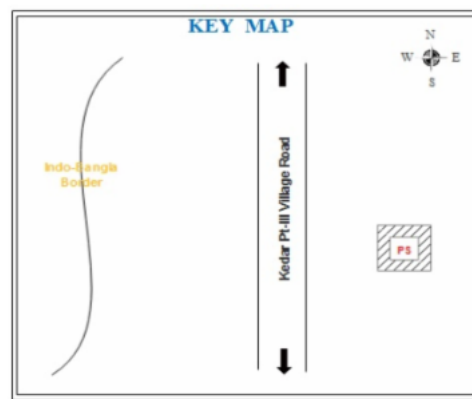 KEY MAP
N
W E
S
Indo-Bangla
Border
Kedar Pt-III Village Road
PS